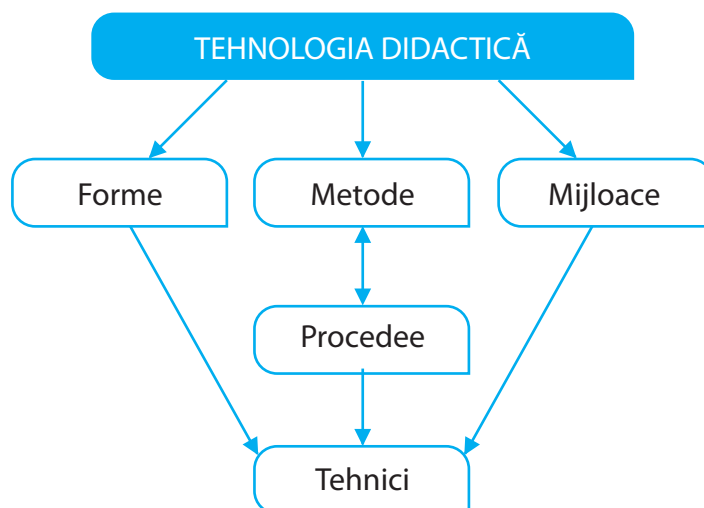 TEHNOLOGIA DIDACTICĂ
Forme
Metode
Mijloace
Procedee
Tehnici